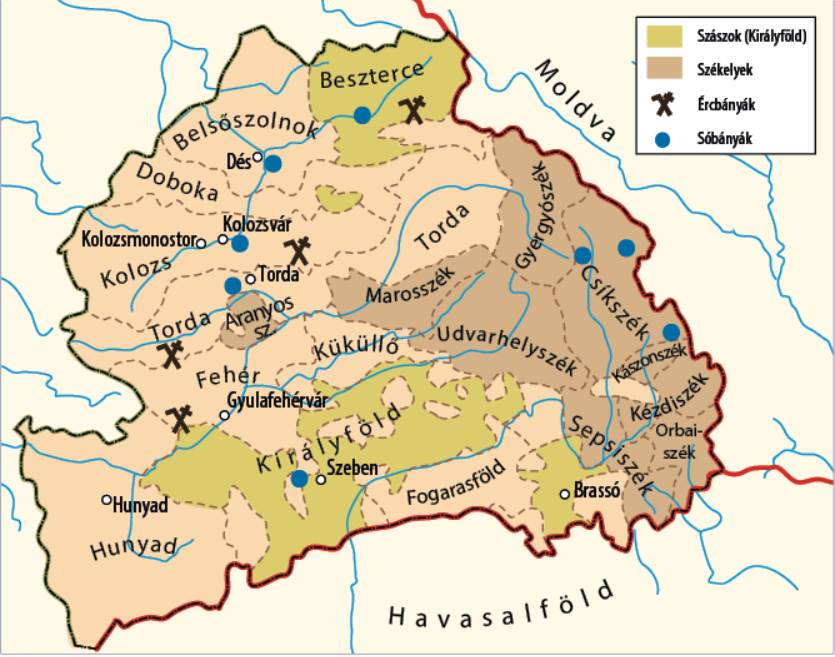 Szászok (Királyföld)
Székelyek
Ércbányák
Sóbányák
Moldva
Beszterce
Belsőszolnok
Dés
Doboka
Kolozsvár
Kolozsmonostor
Kolozs
Torda
Gyergyószék
Torda
Marosszék
Csíkszék
Aranyos
sz.
Torda
Udvarhelyszék
Küküllő
Kászonszék
Fehér
Kézdiszék
Gyulafehérvár
Orbai-
szék
Sepsiszék
Királyföld
Szeben
Fogarasföld
Brassó
Hunyad
Hunyad
Havasalföld